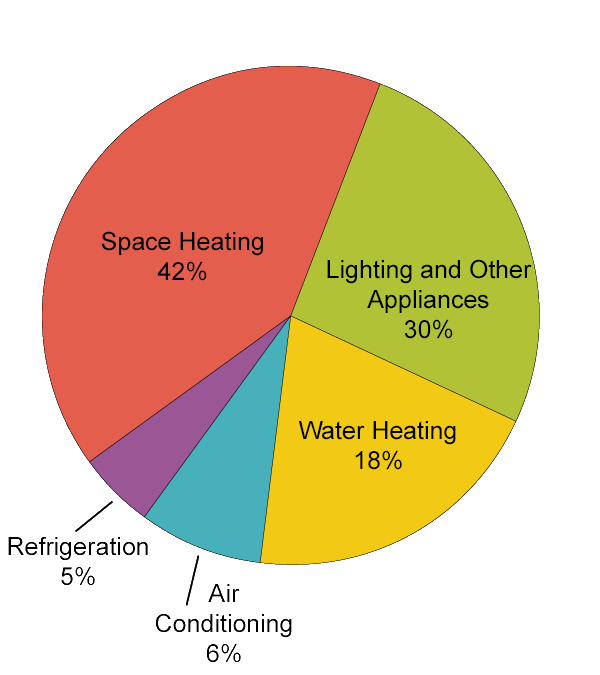 Space Heating
42%
Lighting and Other
Appliances
30%
Water Heating
18%
Refrigeration
5%
Air
Conditioning
6%